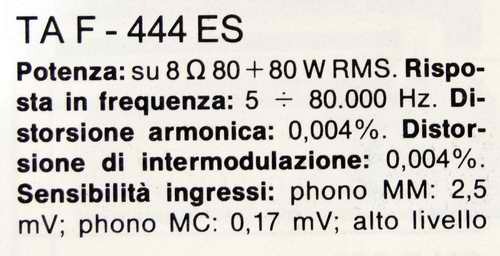 TA F - 444 ES
Potenza: su 8 Ω 80 + 80 W RMS. Rispo-
sta in frequenza: 5 ÷ 80.000 Hz. Di-
storsione armonica: 0,004%. Distor-
sione di intermodulazione: 0,004%.
Sensibilità ingressi: phono MM: 2,5
mV; phono MC: 0,17 mV; alto livello